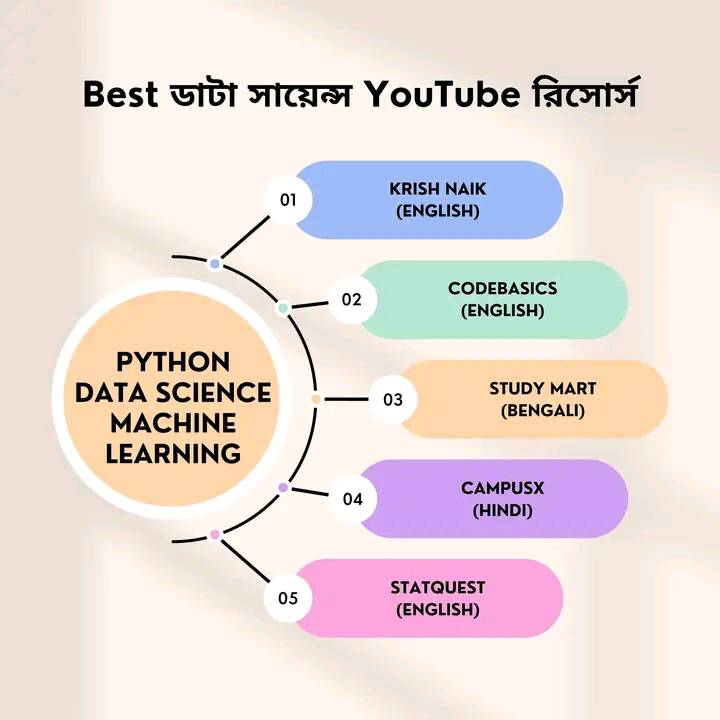 Best ডাটা সায়েন্স YouTube রিসোর্স
01
KRISH NAIK
(ENGLISH)
02
CODEBASICS
(ENGLISH)
PYTHON
DATA SCIENCE
MACHINE
LEARNING
03
STUDY MART
(BENGALI)
04
CAMPUSX
(HINDI)
05
STATQUEST
(ENGLISH)